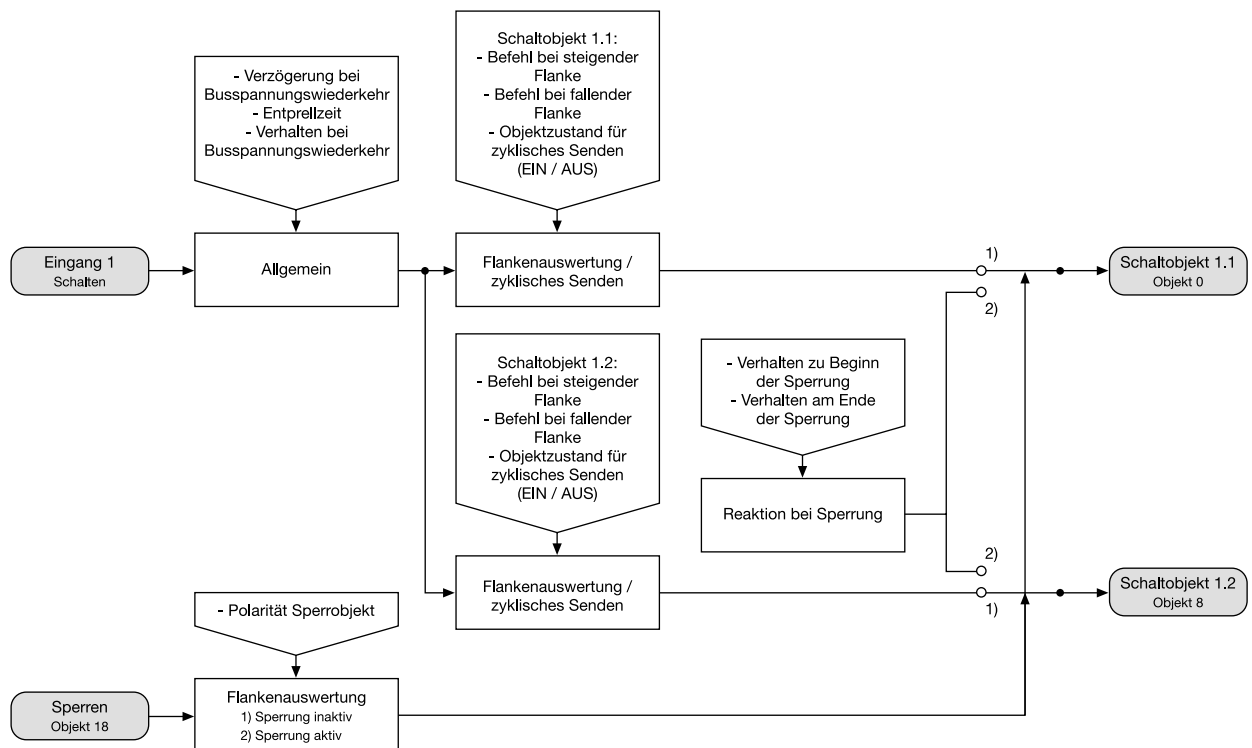 - Verzögerung bei
Busspannungswiederkehr
- Entprellzeit
- Verhalten bei
Busspannungswiederkehr
Schaltobjekt 1.1:
- Befehl bei steigender
Flanke
- Befehl bei fallender
Flanke
- Objektzustand für
zyklisches Senden
(EIN / AUS)
Eingang 1
Schalten
Allgemein
Flankenauswertung /
zyklisches Senden
1)
2)
Schaltobjekt 1.1
Objekt 0
Schaltobjekt 1.2:
- Befehl bei steigender
Flanke
- Befehl bei fallender
Flanke
- Objektzustand für
zyklisches Senden
(EIN / AUS)
- Verhalten zu Beginn
der Sperrung
- Verhalten am Ende
der Sperrung
Reaktion bei Sperrung
Flankenauswertung /
zyklisches Senden
2)
1)
Schaltobjekt 1.2
Objekt 8
- Polarität Sperrobjekt
Sperren
Objekt 18
Flankenauswertung
1) Sperrung inaktiv
2) Sperrung aktiv